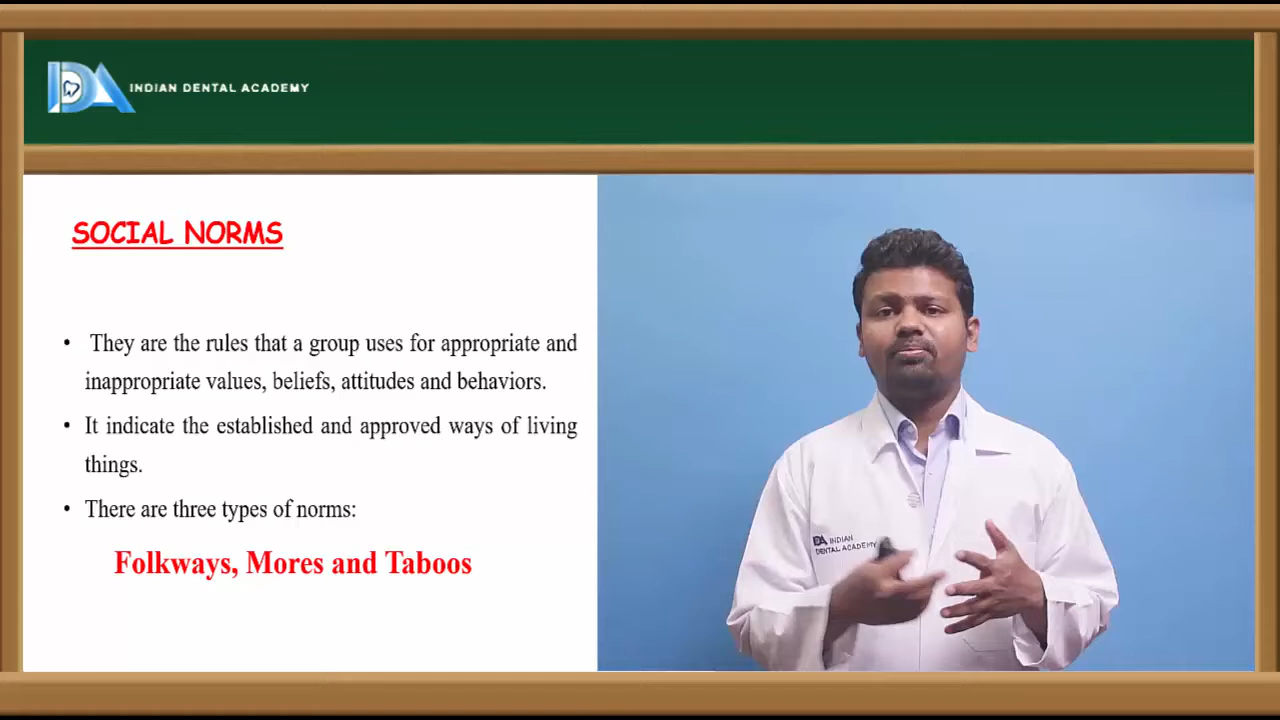 INDIAN DENTAL ACADEMY
SOCIAL NORMS
• They are the rules that a group uses for appropriate and
inappropriate values, beliefs, attitudes and behaviors.
• It indicate the established and approved ways of living
things.
• There are three types of norms:
Folkways, Mores and Taboos
INDIAN
DENTAL ACADEMY